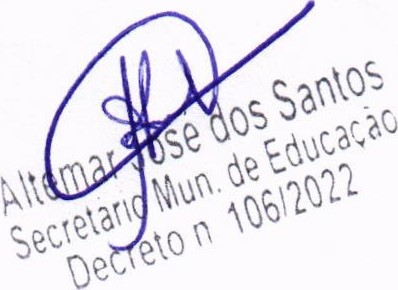 Altemar José dos Santos
Secretário Mun. de Educação
Decreto n 106/2022